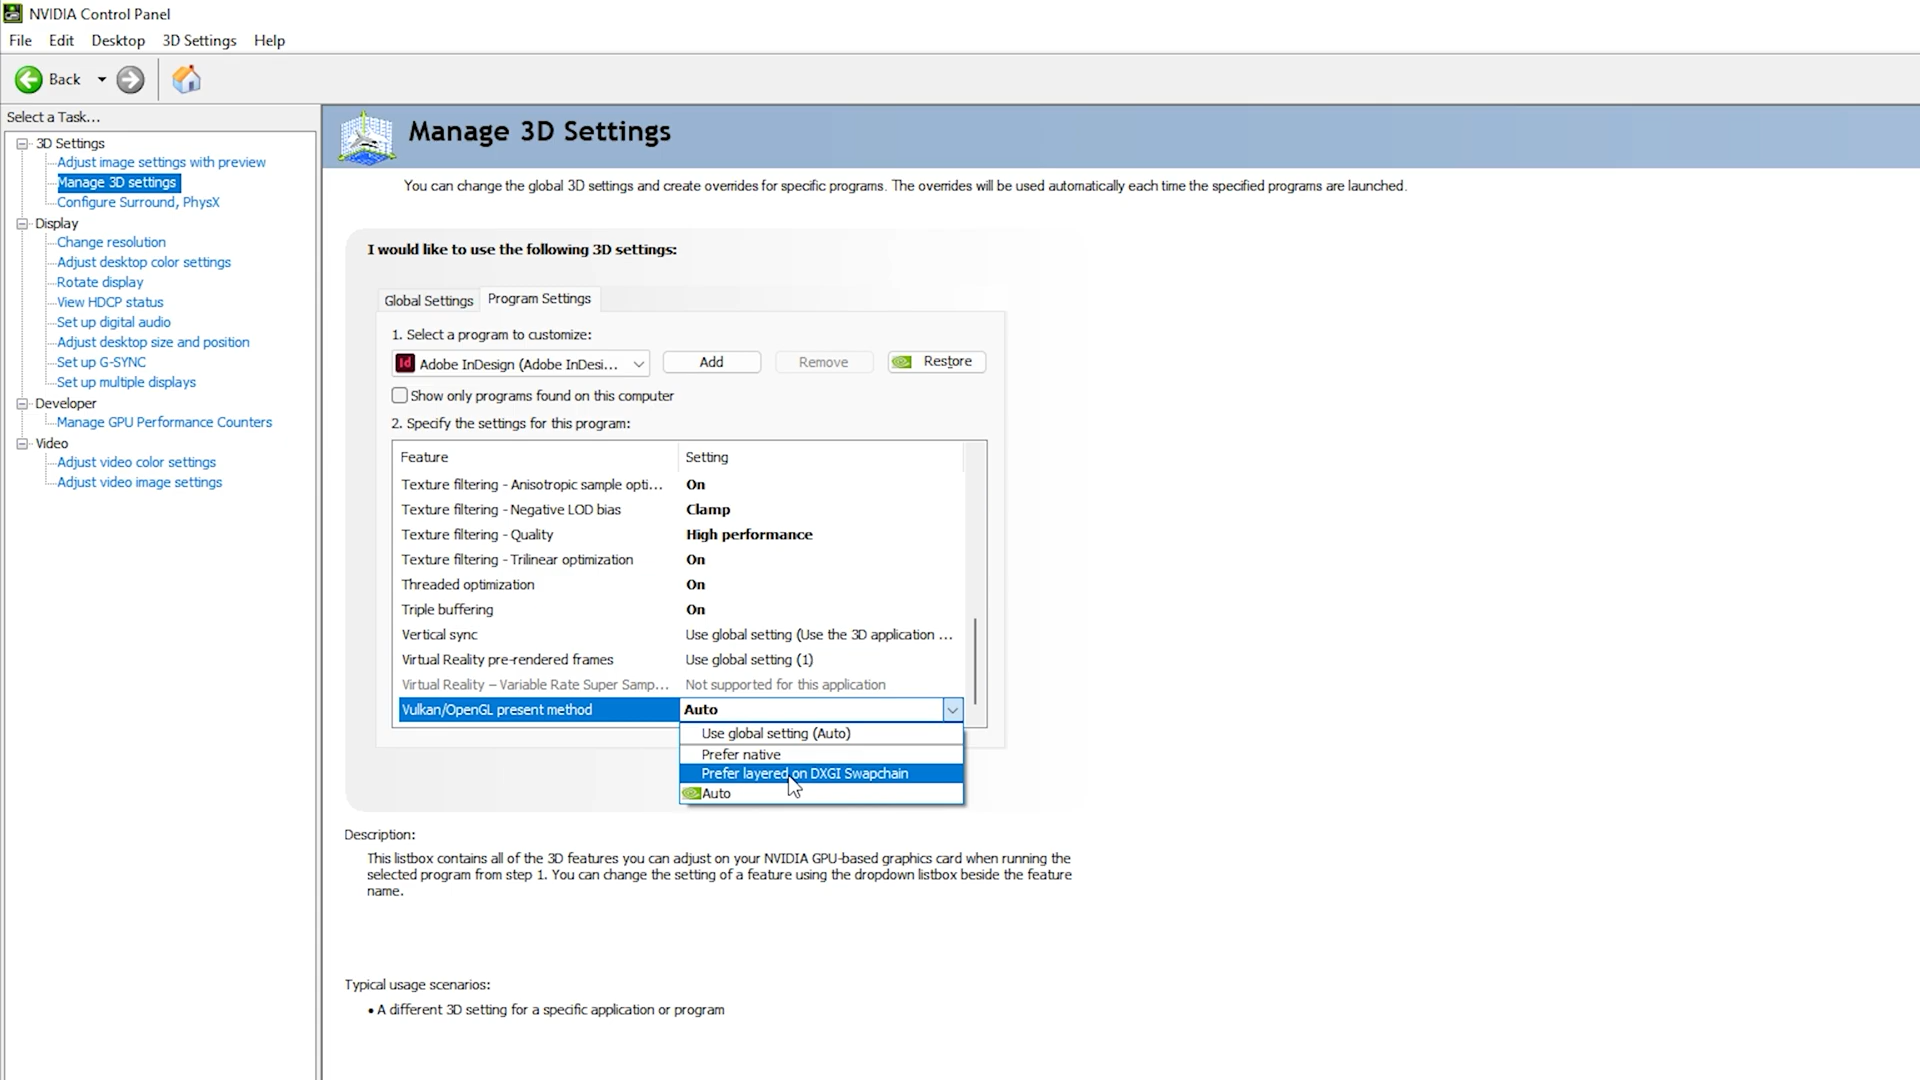 NVIDIA Control Panel
File Edit Desktop 3D Settings Help
Back
Select a Task...
3D Settings
Adjust image settings with preview
Manage 3D settings
Configure Surround, PhysX
Display
Change resolution
Adjust desktop color settings
Rotate display
View HDCP status
Set up digital audio
Adjust desktop size and position
Set up G-SYNC
Set up multiple displays
Developer
Manage GPU Performance Counters
Video
Adjust video color settings
Adjust video image settings
Manage 3D Settings
You can change the global 3D settings and create overrides for specific programs. The overrides will be used automatically each time the specified programs are launched.
I would like to use the following 3D settings:
Global Settings Program Settings
1. Select a program to customize:
Id Adobe InDesign (Adobe InDesi... Add Remove Restore
Show only programs found on this computer
2. Specify the settings for this program:
Feature Setting
Texture filtering - Anisotropic sample opti... On
Texture filtering - Negative LOD bias Clamp
Texture filtering - Quality High performance
Texture filtering - Trilinear optimization On
Threaded optimization On
Triple buffering On
Vertical sync Use global setting (Use the 3D application ...
Virtual Reality pre-rendered frames Use global setting (1)
Virtual Reality – Variable Rate Super Samp... Not supported for this application
Vulkan/OpenGL present method Auto
Use global setting (Auto)
Prefer native
Prefer layered on DXGI Swapchain
Auto
Description:
This listbox contains all of the 3D features you can adjust on your NVIDIA GPU-based graphics card when running the
selected program from step 1. You can change the setting of a feature using the dropdown listbox beside the feature
name.
Typical usage scenarios:
• A different 3D setting for a specific application or program